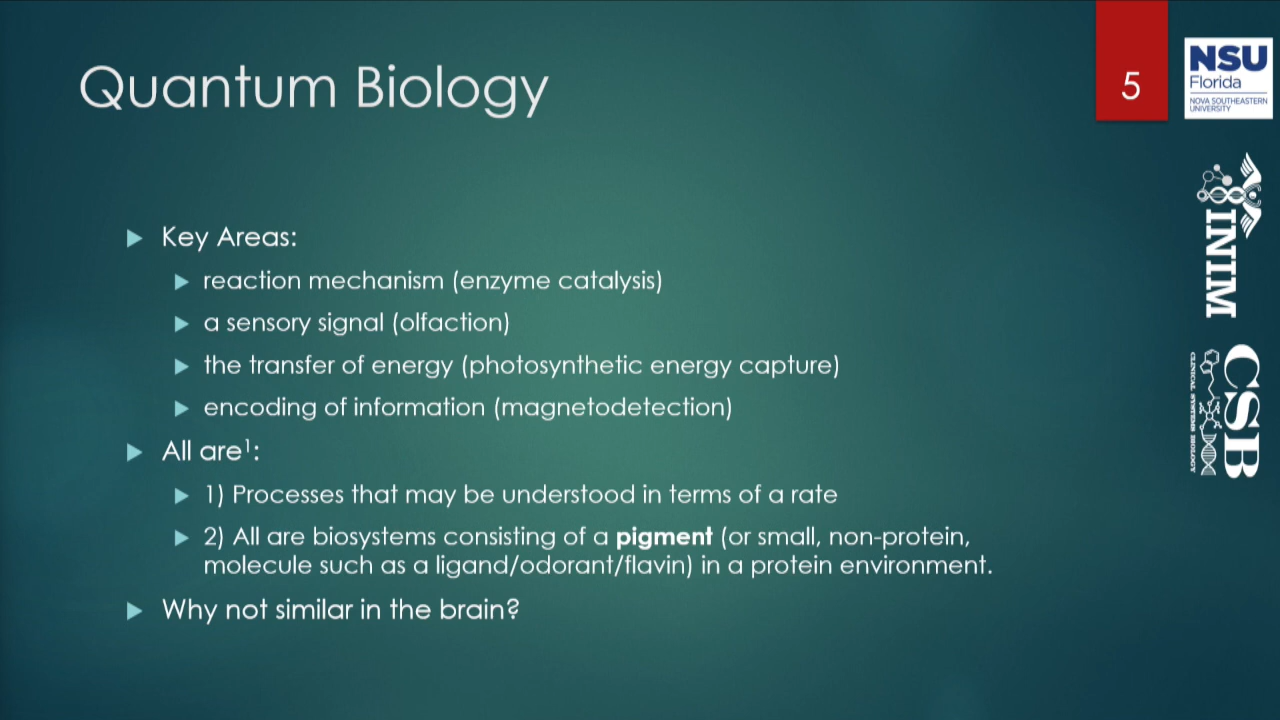 Quantum Biology
5
NSU
Florida
NOVA SOUTHEASTERN
UNIVERSITY
INIM
CSB
CLINICAL SYSTEMS BIOLOGY
Key Areas:
reaction mechanism (enzyme catalysis)
a sensory signal (olfaction)
the transfer of energy (photosynthetic energy capture)
encoding of information (magnetodetection)
All are¹:
1) Processes that may be understood in terms of a rate
2) All are biosystems consisting of a pigment (or small, non-protein,
molecule such as a ligand/odorant/flavin) in a protein environment.
Why not similar in the brain?